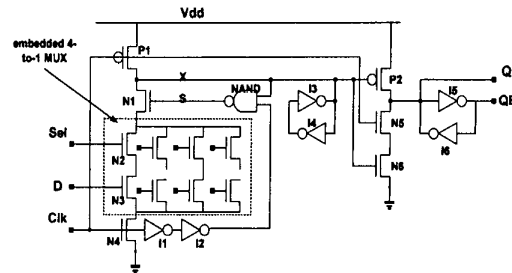 Vdd
embedded 4-
to-1 MUX
P1
X
NAND
I3
P2
Q
N1
S
I4
I5
QB
Sel
N2
N5
I6
D
N3
N6
Clk
N4
I1
I2